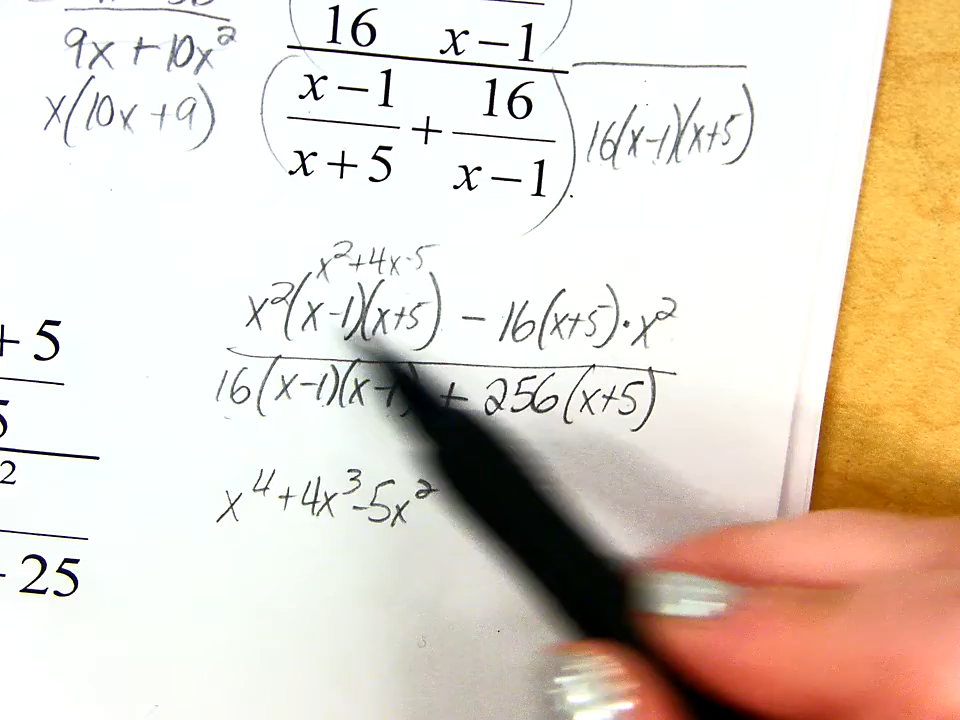 9x + 10x²
x(10x + 9)
16 x − 1
x − 1 16
+
x + 5 x − 1
16(x-1)(x+5)
x²+4x-5
x²(x-1)(x+5) − 16(x+5)·x²
16(x-1)(x-1) + 256(x+5)
x⁴+4x³-5x²
+ 5
5
2
25